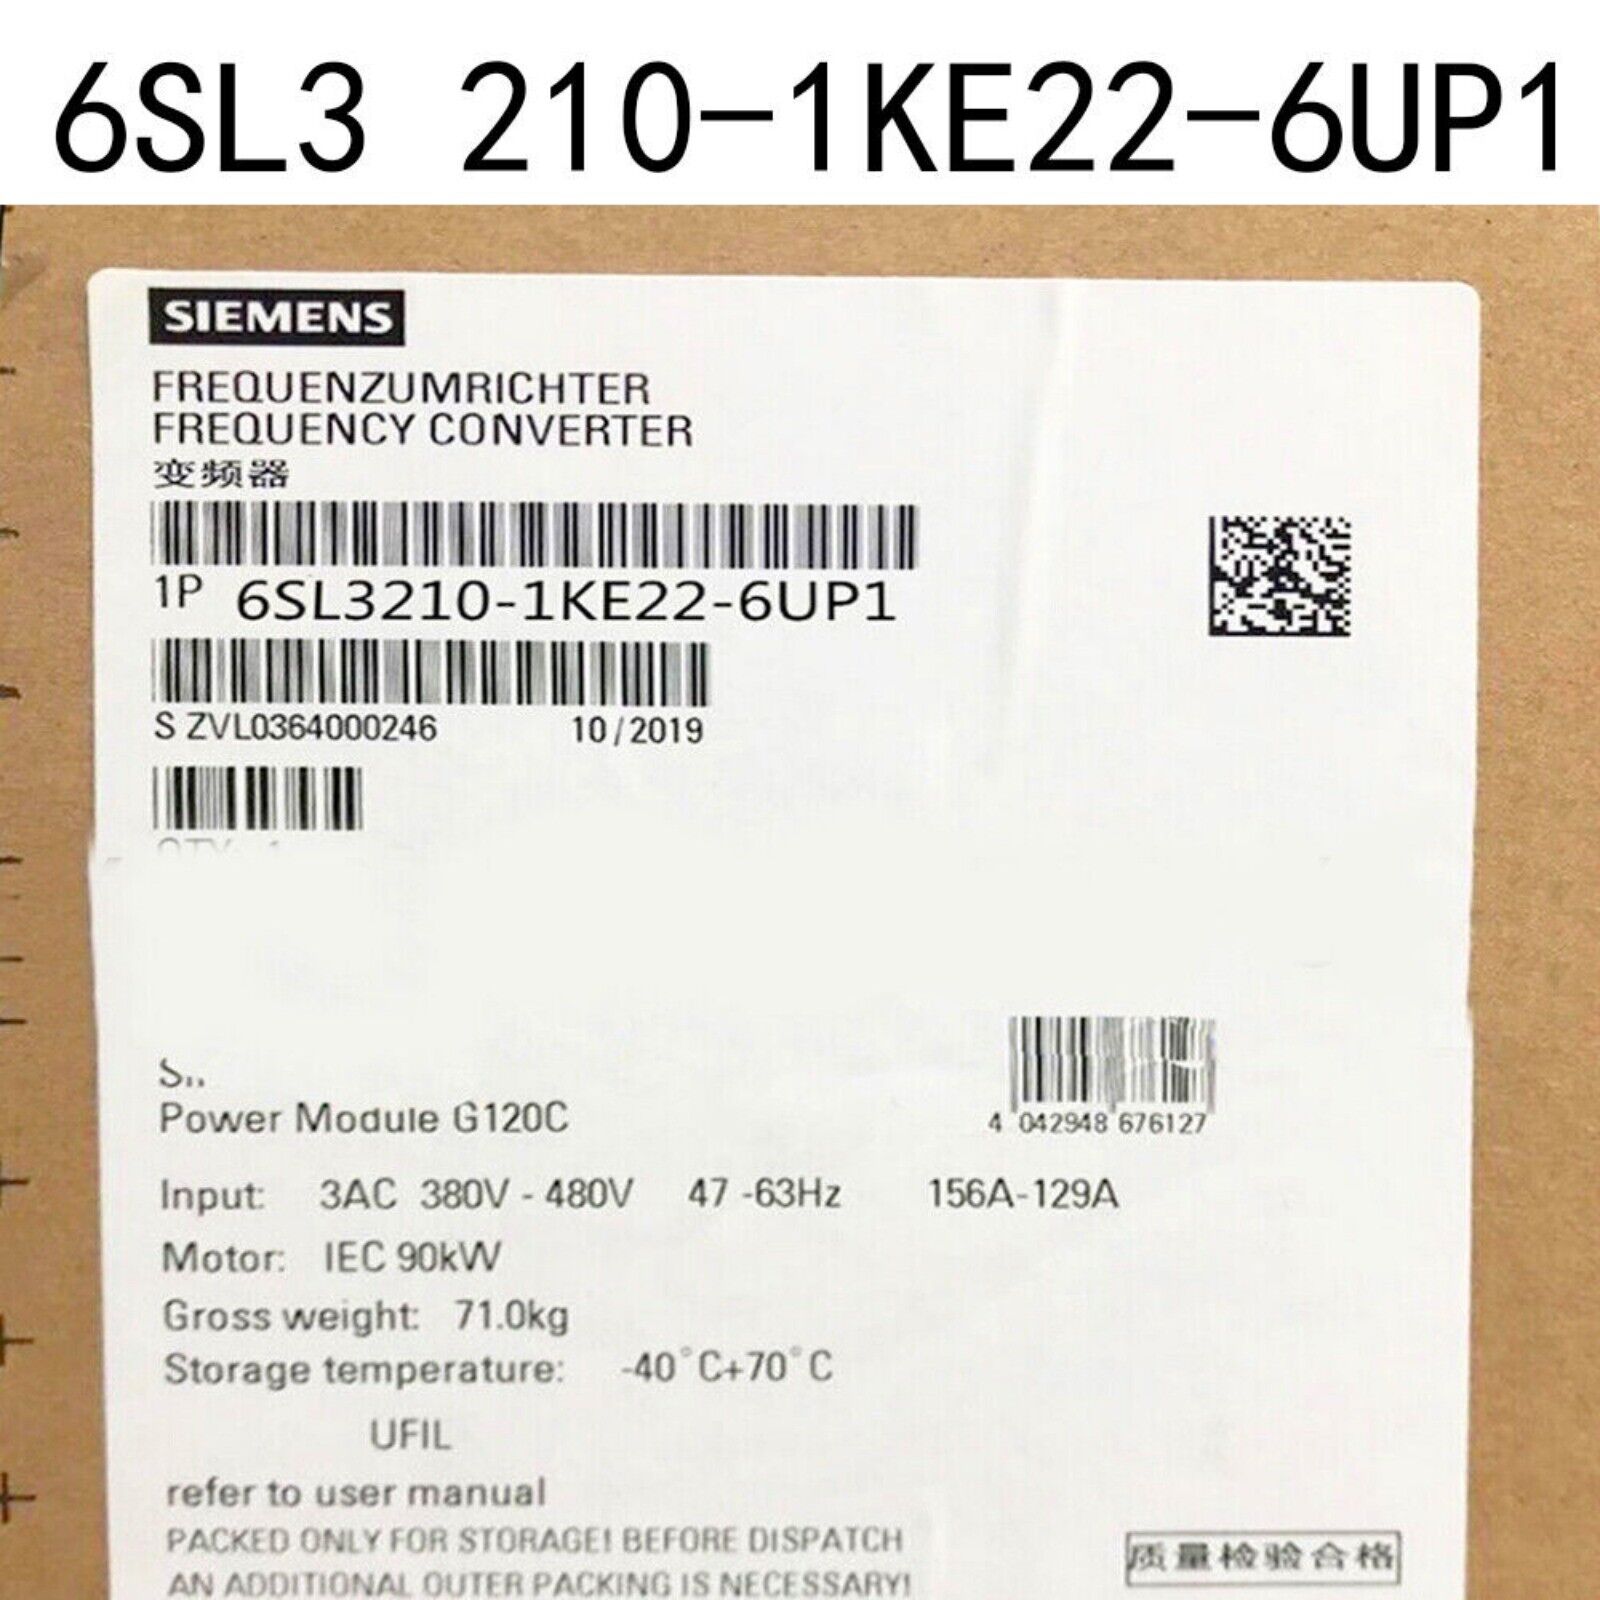 6SL3 210-1KE22-6UP1
SIEMENS
FREQUENZUMRICHTER
FREQUENCY CONVERTER
变频器
1P 6SL3210-1KE22-6UP1
S ZVL0364000246 10/2019
Power Module G120C
4 042948 676127
Input: 3AC 380V - 480V 47 -63Hz 156A-129A
Motor: IEC 90kW
Gross weight: 71.0kg
Storage temperature: -40°C+70°C
UFIL
refer to user manual
PACKED ONLY FOR STORAGE! BEFORE DISPATCH
AN ADDITIONAL OUTER PACKING IS NECESSARY!
质量检验合格